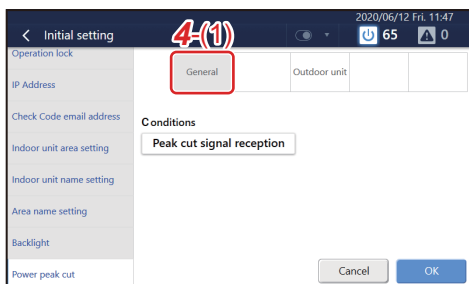 2020/06/12 Fri. 11:47
Initial setting
4-(1)
65
0
Operation lock
IP Address
Check Code email address
Indoor unit area setting
Indoor unit name setting
Area name setting
Backlight
Power peak cut
General
Outdoor unit
Conditions
Peak cut signal reception
Cancel
OK